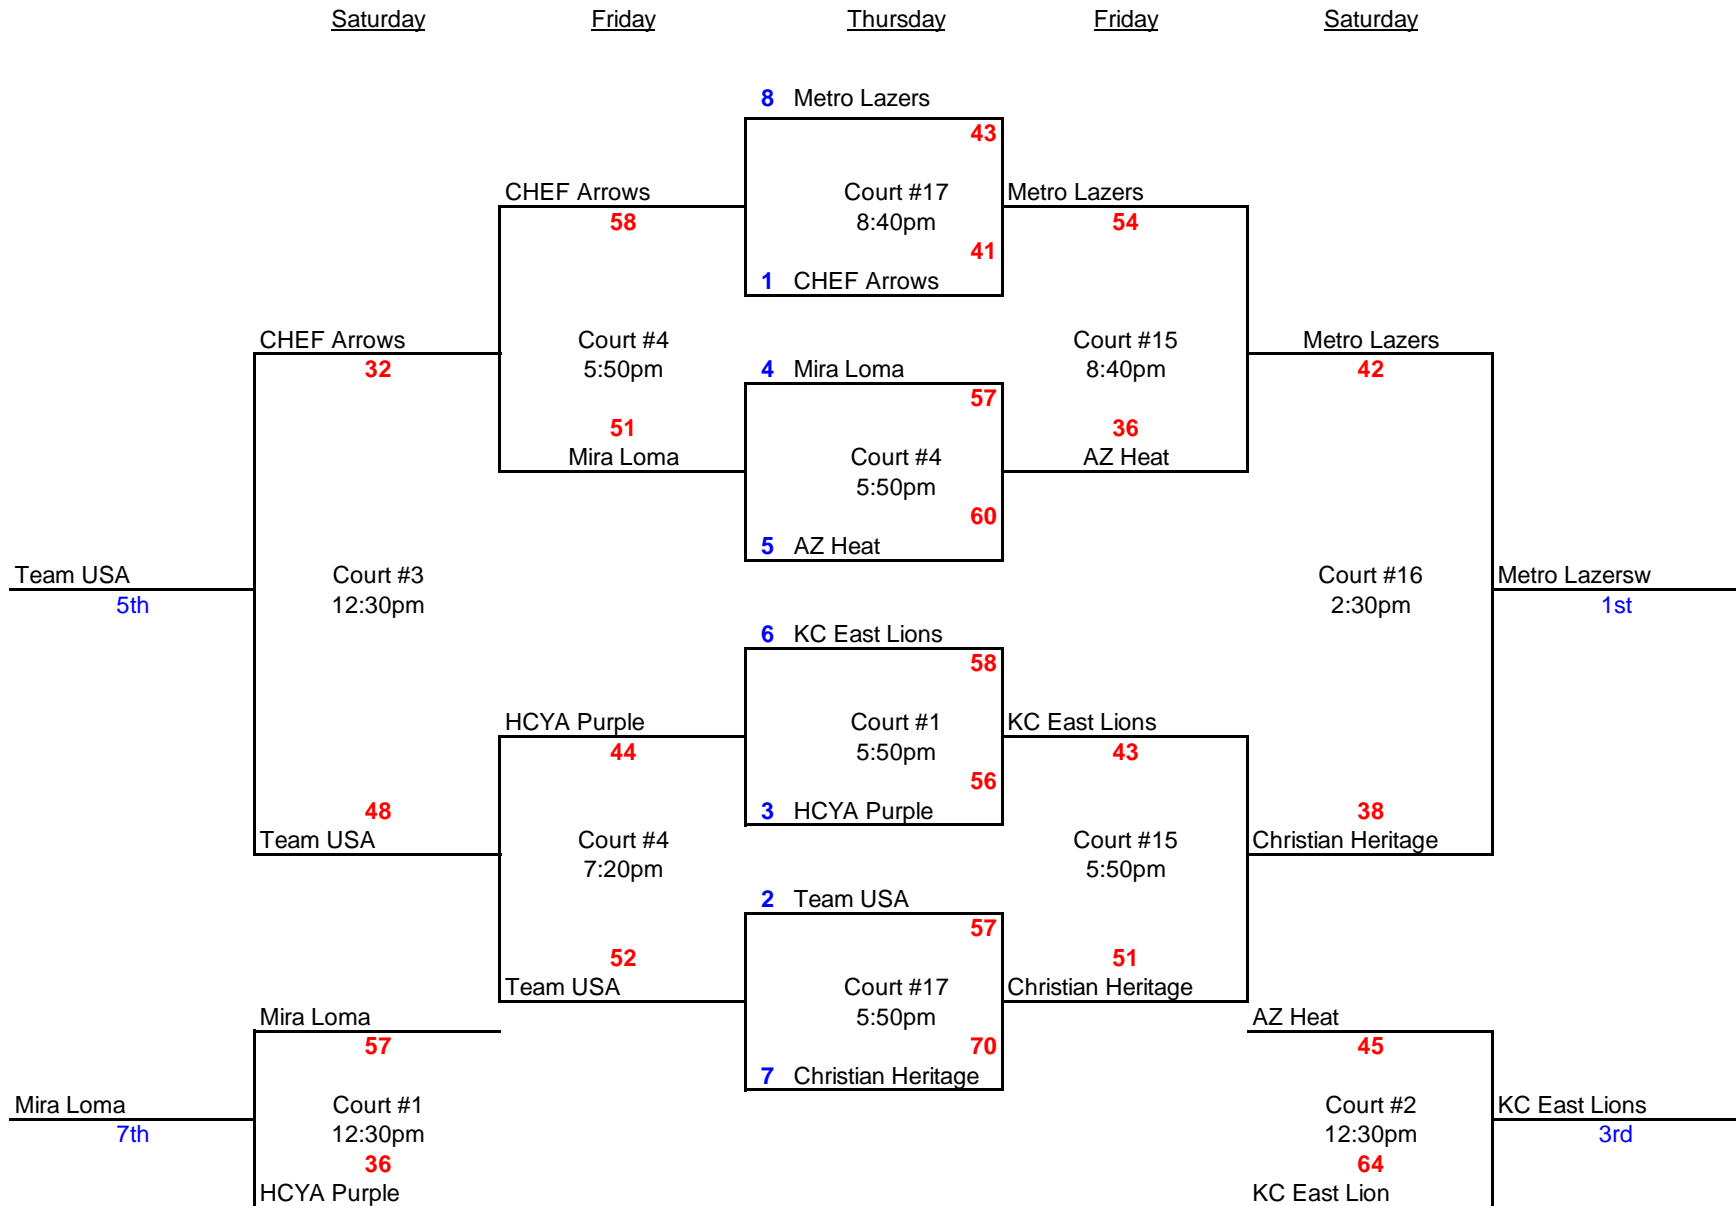 Saturday Friday Thursday Friday Saturday
8 Metro Lazers
43
CHEF Arrows Court #17 Metro Lazers
58 8:40pm 54
41
1 CHEF Arrows
CHEF Arrows Court #4 Court #15 Metro Lazers
32 5:50pm 4 Mira Loma 8:40pm 42
57
51 36
Mira Loma Court #4 AZ Heat
5:50pm
60
5 AZ Heat
Team USA Court #3 Court #16 Metro Lazersw
5th 12:30pm 2:30pm 1st
6 KC East Lions
58
HCYA Purple Court #1 KC East Lions
44 5:50pm 43
56
48 3 HCYA Purple 38
Team USA Court #4 Court #15 Christian Heritage
7:20pm 5:50pm
2 Team USA
57
52 51
Team USA Court #17 Christian Heritage
Mira Loma 5:50pm AZ Heat
57 70 45
7 Christian Heritage
Mira Loma Court #1 Court #2 KC East Lions
7th 12:30pm 12:30pm 3rd
36 64
HCYA Purple KC East Lion